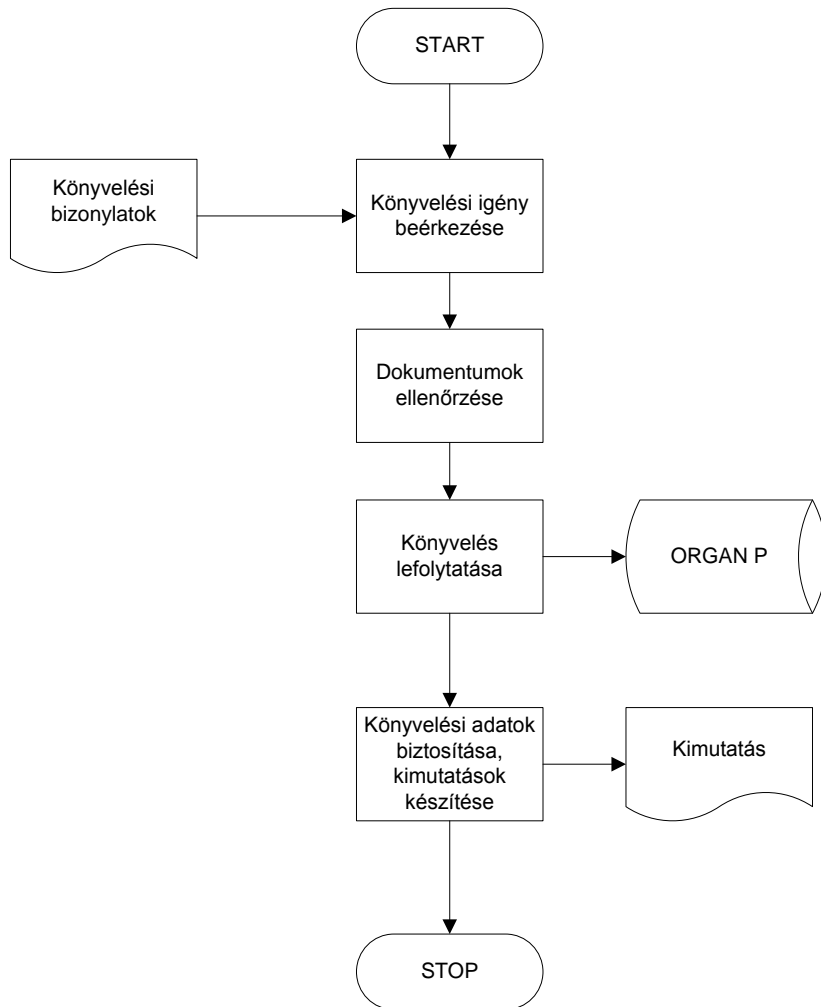 START
Könyvelési
bizonylatok
Könyvelési igény
beérkezése
Dokumentumok
ellenőrzése
Könyvelés
lefolytatása
ORGAN P
Könyvelési adatok
biztosítása,
kimutatások
készítése
Kimutatás
STOP